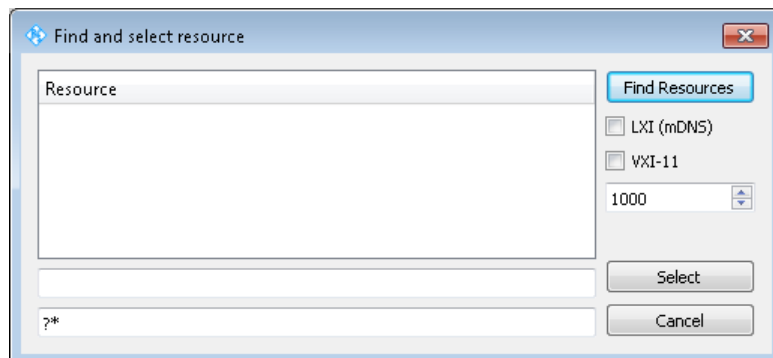 Find and select resource
Resource
Find Resources
LXI (mDNS)
VXI-11
1000
Select
?*
Cancel